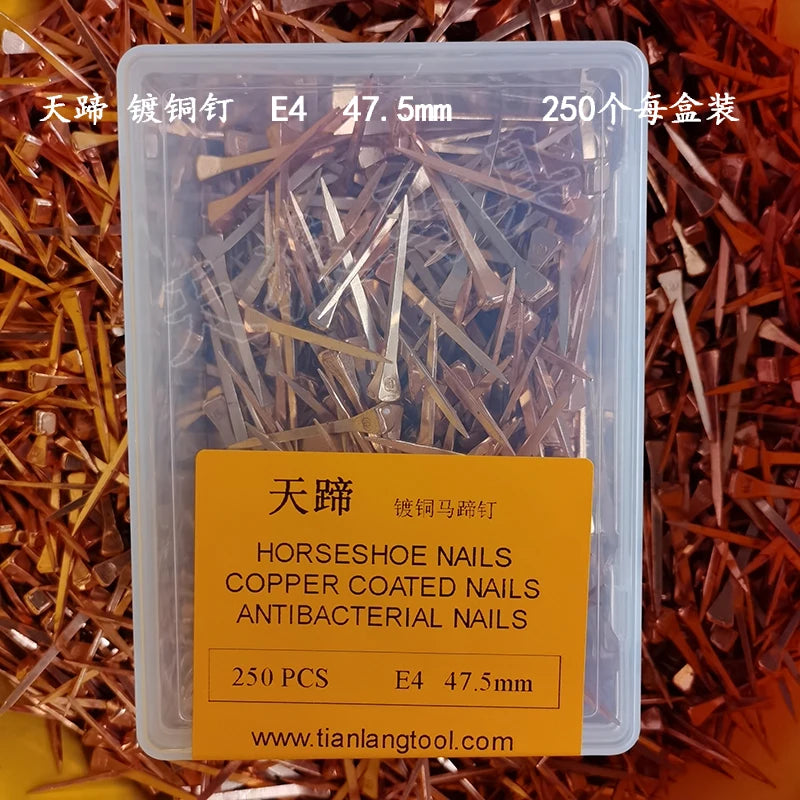 天蹄 镀铜钉 E4 47.5mm 250个每盒装
天蹄 镀铜马蹄钉
HORSESHOE NAILS
COPPER COATED NAILS
ANTIBACTERIAL NAILS
250 PCS E4 47.5mm
www.tianlangtool.com